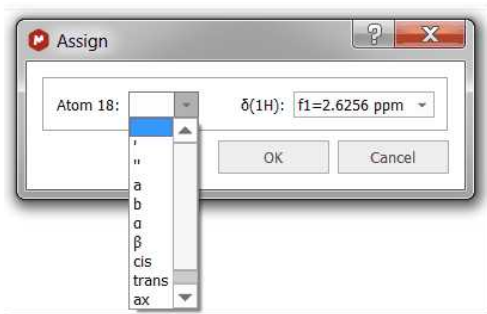 Assign
Atom 18:
δ(1H): f1=2.6256 ppm
'
"
a
b
α
β
cis
trans
ax
OK
Cancel